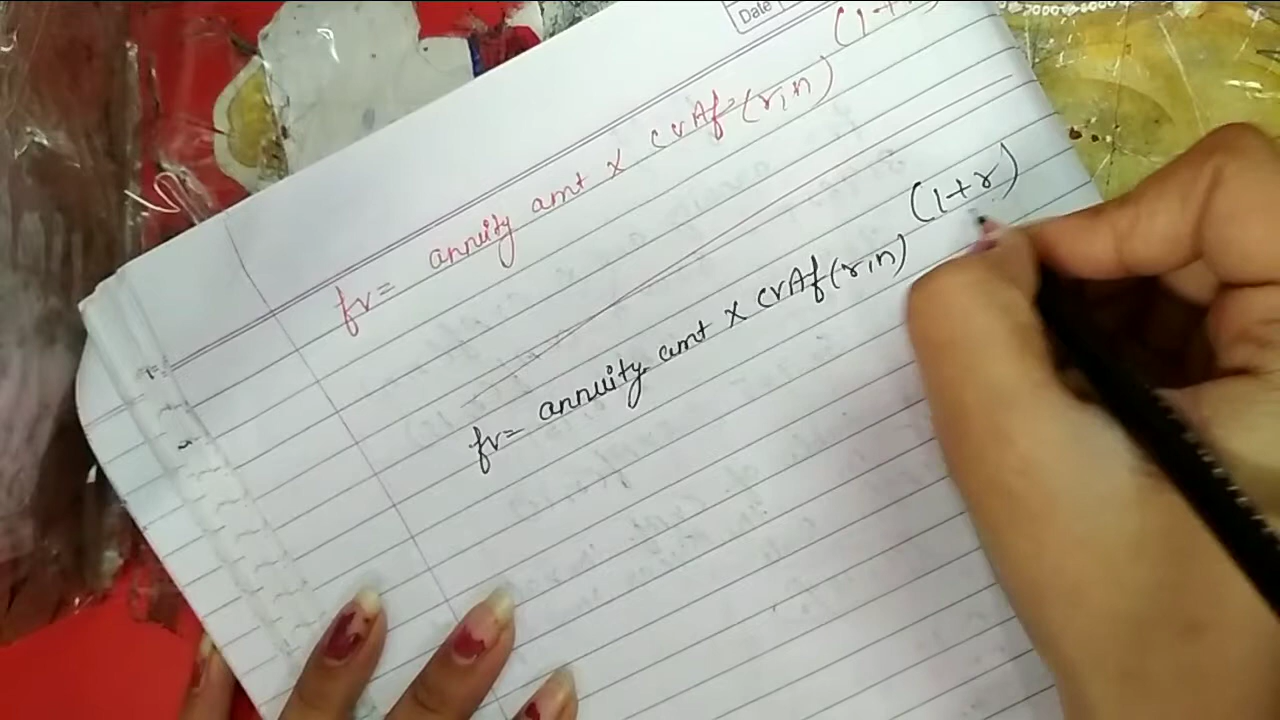 Date
fv= annuity amt x CVAf (r,n) (1+
fv= annuity amt x CVAf (r,n) (1+r)